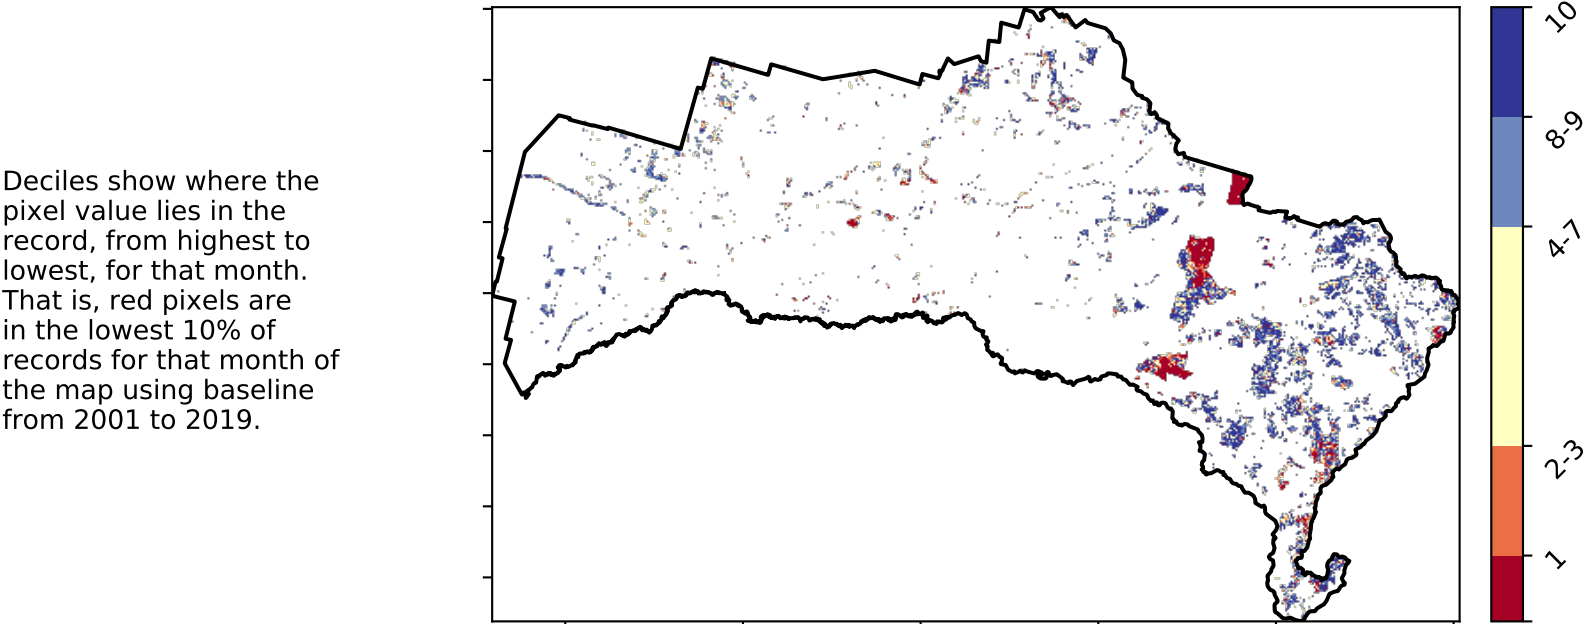 Deciles show where the
pixel value lies in the
record, from highest to
lowest, for that month.
That is, red pixels are
in the lowest 10% of
records for that month of
the map using baseline
from 2001 to 2019.
10
8-9
4-7
2-3
1